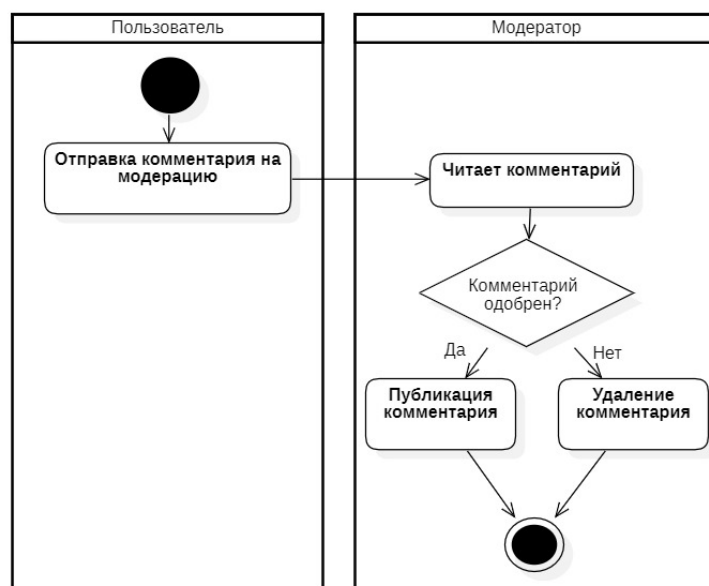 Пользователь
Модератор
Отправка комментария на
модерацию
Читает комментарий
Комментарий
одобрен?
Да
Нет
Публикация
комментария
Удаление
комментария